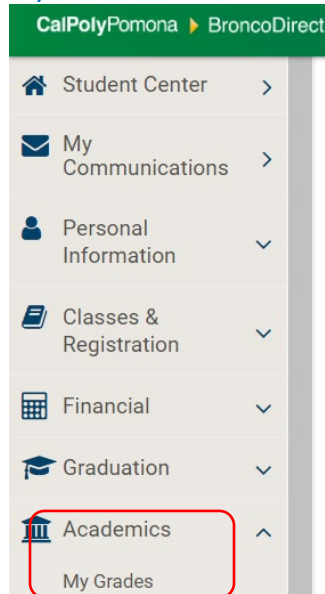 CalPolyPomona BroncoDirect
Student Center
My
Communications
Personal
Information
Classes &
Registration
Financial
Graduation
Academics
My Grades